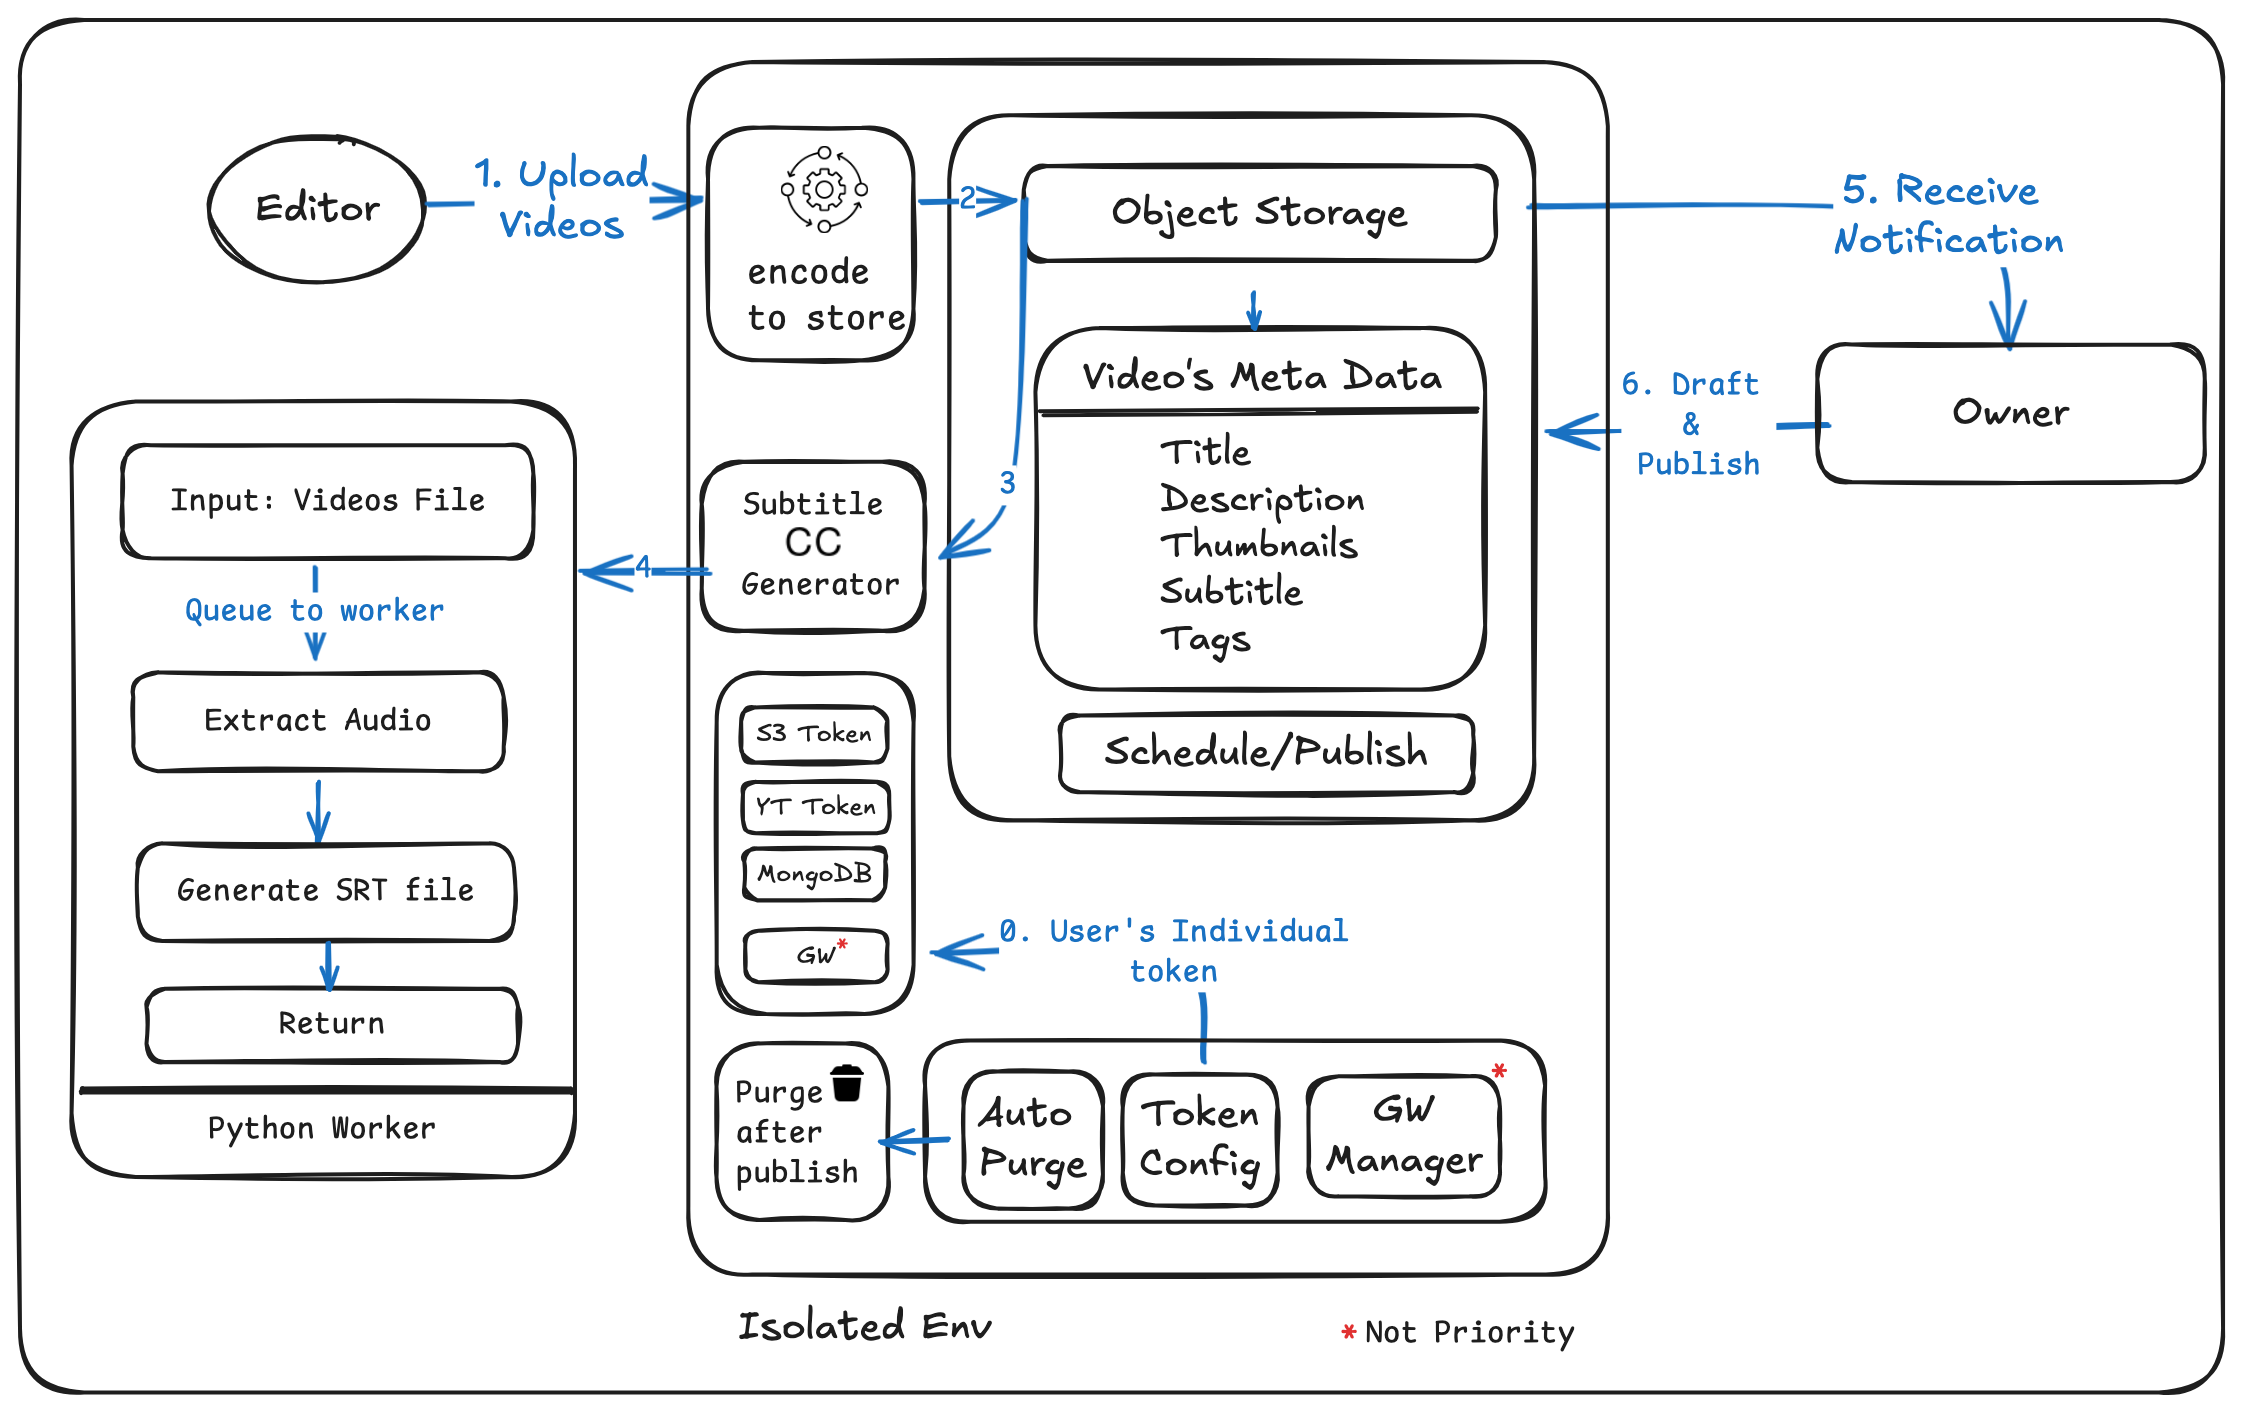 Editor
1. Upload
Videos
encode
to store
2
Object Storage
5. Receive
Notification
Video's Meta Data
Title
Description
Thumbnails
Subtitle
Tags
Schedule/Publish
6. Draft
&
Publish
Owner
3
Subtitle
CC
Generator
4
Input: Videos File
Queue to worker
Extract Audio
Generate SRT file
Return
Python Worker
S3 Token
YT Token
MongoDB
GW*
0. User's Individual
token
Purge
after
publish
Auto
Purge
Token
Config
GW
Manager
*
Isolated Env
* Not Priority